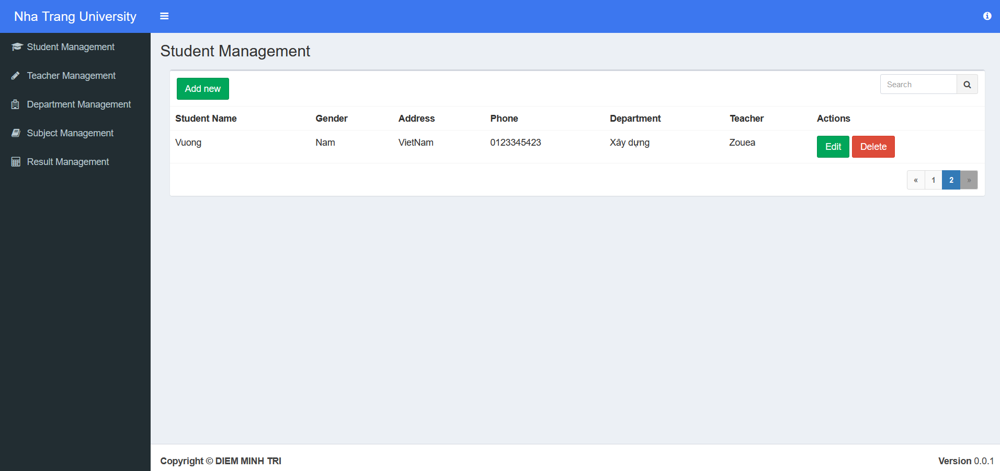 Nha Trang University
Student Management
Teacher Management
Department Management
Subject Management
Result Management
Student Management
Add new
Search
Student Name Gender Address Phone Department Teacher Actions
Vuong Nam VietNam 0123345423 Xây dựng Zouea Edit Delete
« 1 2 »
Copyright © DIEM MINH TRI
Version 0.0.1